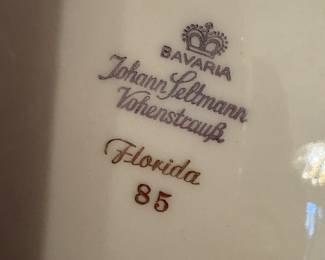 BAVARIA
Johann Seltmann
Vohenstrauß
Florida
85